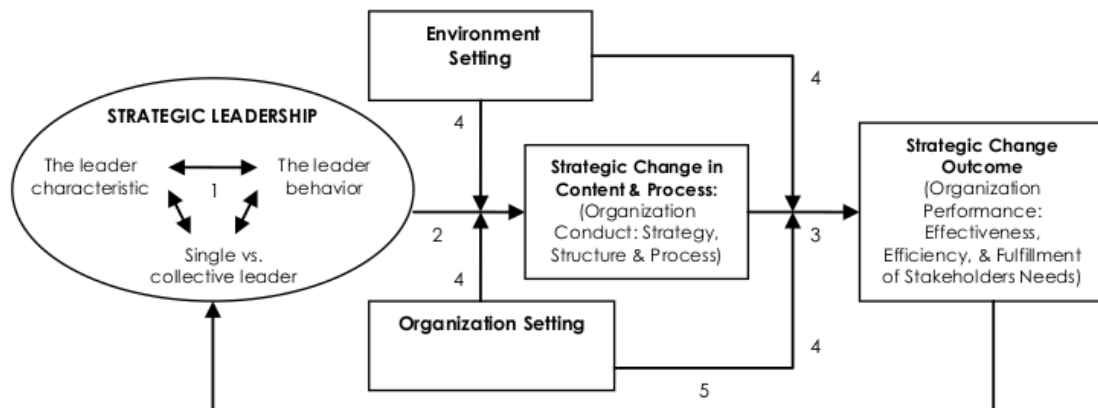 Environment
Setting
4
4
STRATEGIC LEADERSHIP
The leader
characteristic
The leader
behavior
1
Single vs.
collective leader
2
Strategic Change in
Content & Process:
(Organization
Conduct: Strategy,
Structure & Process)
3
Strategic Change
Outcome
(Organization
Performance:
Effectiveness,
Efficiency, & Fulfillment
of Stakeholders Needs)
4
Organization Setting
4
5